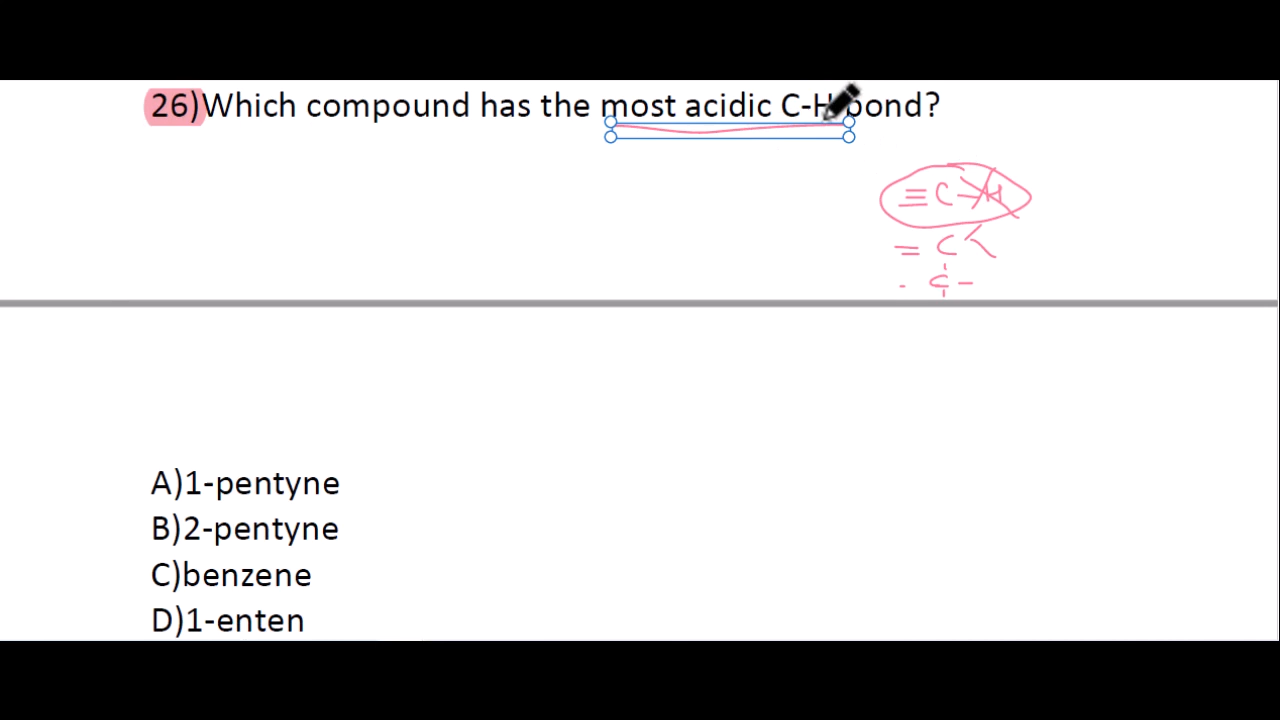 26)Which compound has the most acidic C-H bond?
≡C-H
=C
C-
A)1-pentyne
B)2-pentyne
C)benzene
D)1-enten